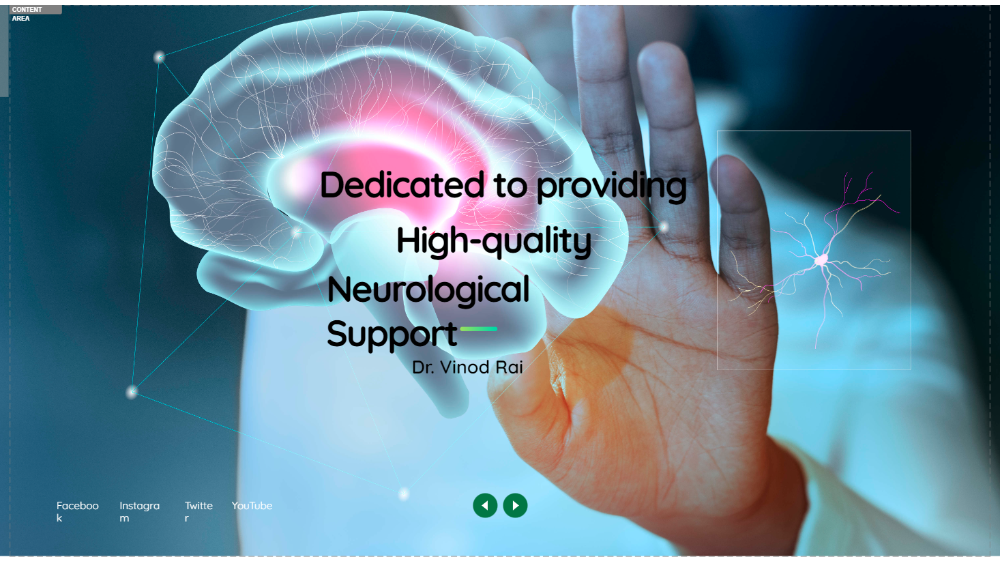 CONTENT
AREA
Dedicated to providing
High-quality
Neurological
Support
Dr. Vinod Rai
Faceboo
k
Instagra
m
Twitte
r
YouTube